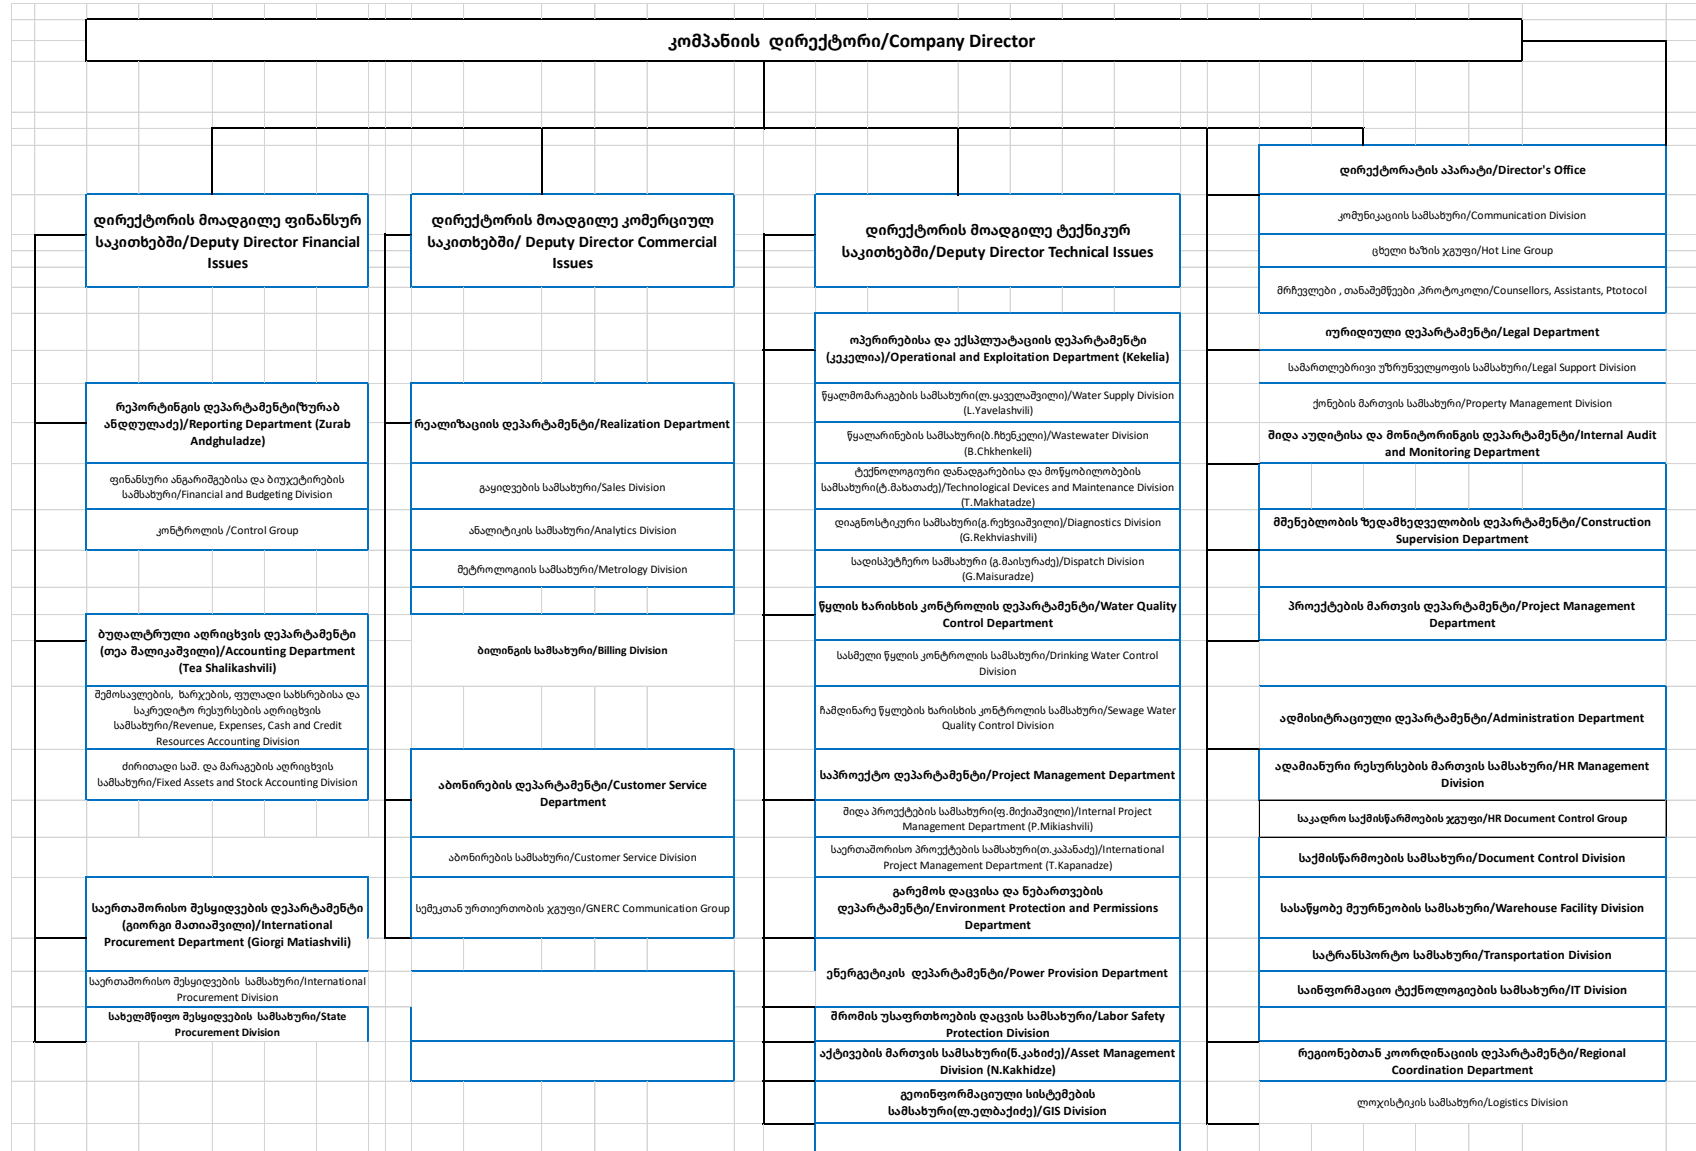 კომპანიის დირექტორი/Company Director
დირექტორის მოადგილე ფინანსურ
საკითხებში/Deputy Director Financial
Issues
რეპორტინგის დეპარტამენტი(ზურაბ
ანდღულაძე)/Reporting Department (Zurab
Andghuladze)
ფინანსური ანგარიშგებისა და ბიუჯეტირების
სამსახური/Financial and Budgeting Division
კონტროლის /Control Group
ბუღალტრული აღრიცხვის დეპარტამენტი
(თეა შალიკაშვილი)/Accounting Department
(Tea Shalikashvili)
შემოსავლების, ხარჯების, ფულადი სახსრებისა და
საკრედიტო რესურსების აღრიცხვის
სამსახური/Revenue, Expenses, Cash and Credit
Resources Accounting Division
ძირითადი საშ. და მარაგების აღრიცხვის
სამსახური/Fixed Assets and Stock Accounting Division
საერთაშორისო შესყიდვების დეპარტამენტი
(გიორგი მათიაშვილი)/International
Procurement Department (Giorgi Matiashvili)
საერთაშორისო შესყიდვების სამსახური/International
Procurement Division
სახელმწიფო შესყიდვების სამსახური/State
Procurement Division
დირექტორის მოადგილე კომერციულ
საკითხებში/ Deputy Director Commercial
Issues
რეალიზაციის დეპარტამენტი/Realization Department
გაყიდვების სამსახური/Sales Division
ანალიტიკის სამსახური/Analytics Division
მეტროლოგიის სამსახური/Metrology Division
ბილინგის სამსახური/Billing Division
აბონირების დეპარტამენტი/Customer Service
Department
აბონირების სამსახური/Customer Service Division
სემეკთან ურთიერთობის ჯგუფი/GNERC Communication Group
დირექტორის მოადგილე ტექნიკურ
საკითხებში/Deputy Director Technical Issues
ოპერირებისა და ექსპლუატაციის დეპარტამენტი
(კეკელია)/Operational and Exploitation Department (Kekelia)
წყალმომარაგების სამსახური(ლ.ყაველაშვილი)/Water Supply Division
(L.Yavelashvili)
წყალარინების სამსახური(ბ.ჩხენკელი)/Wastewater Division
(B.Chkhenkeli)
ტექნოლოგიური დანადგარებისა და მოწყობილობების
სამსახური(ტ.მახათაძე)/Technological Devices and Maintenance Division
(T.Makhatadze)
დიაგნოსტიკური სამსახური(გ.რეხვიაშვილი)/Diagnostics Division
(G.Rekhviashvili)
სადისპეტჩერო სამსახური (გ.მაისურაძე)/Dispatch Division
(G.Maisuradze)
წყლის ხარისხის კონტროლის დეპარტამენტი/Water Quality
Control Department
სასმელი წყლის კონტროლის სამსახური/Drinking Water Control
Division
ჩამდინარე წყლების ხარისხის კონტროლის სამსახური/Sewage Water
Quality Control Division
საპროექტო დეპარტამენტი/Project Management Department
შიდა პროექტების სამსახური(ფ.მიქიაშვილი)/Internal Project
Management Department (P.Mikiashvili)
საერთაშორისო პროექტების სამსახური(თ.კაპანაძე)/International
Project Management Department (T.Kapanadze)
გარემოს დაცვისა და ნებართვების
დეპარტამენტი/Environment Protection and Permissions
Department
ენერგეტიკის დეპარტამენტი/Power Provision Department
შრომის უსაფრთხოების დაცვის სამსახური/Labor Safety
Protection Division
აქტივების მართვის სამსახური(ნ.კახიძე)/Asset Management
Division (N.Kakhidze)
გეოინფორმაციული სისტემების
სამსახური(ლ.ელბაქიძე)/GIS Division
დირექტორატის აპარატი/Director's Office
კომუნიკაციის სამსახური/Communication Division
ცხელი ხაზის ჯგუფი/Hot Line Group
მრჩევლები , თანაშემწეები ,პროტოკოლი/Counsellors, Assistants, Ptotocol
იურიდიული დეპარტამენტი/Legal Department
სამართლებრივი უზრუნველყოფის სამსახური/Legal Support Division
ქონების მართვის სამსახური/Property Management Division
შიდა აუდიტისა და მონიტორინგის დეპარტამენტი/Internal Audit
and Monitoring Department
მშენებლობის ზედამხედველობის დეპარტამენტი/Construction
Supervision Department
პროექტების მართვის დეპარტამენტი/Project Management
Department
ადმისიტრაციული დეპარტამენტი/Administration Department
ადამიანური რესურსების მართვის სამსახური/HR Management
Division
საკადრო საქმისწარმოების ჯგუფი/HR Document Control Group
საქმისწარმოების სამსახური/Document Control Division
სასაწყობე მეურნეობის სამსახური/Warehouse Facility Division
სატრანსპორტო სამსახური/Transportation Division
საინფორმაციო ტექნოლოგიების სამსახური/IT Division
რეგიონებთან კოორდინაციის დეპარტამენტი/Regional
Coordination Department
ლოჯისტიკის სამსახური/Logistics Division